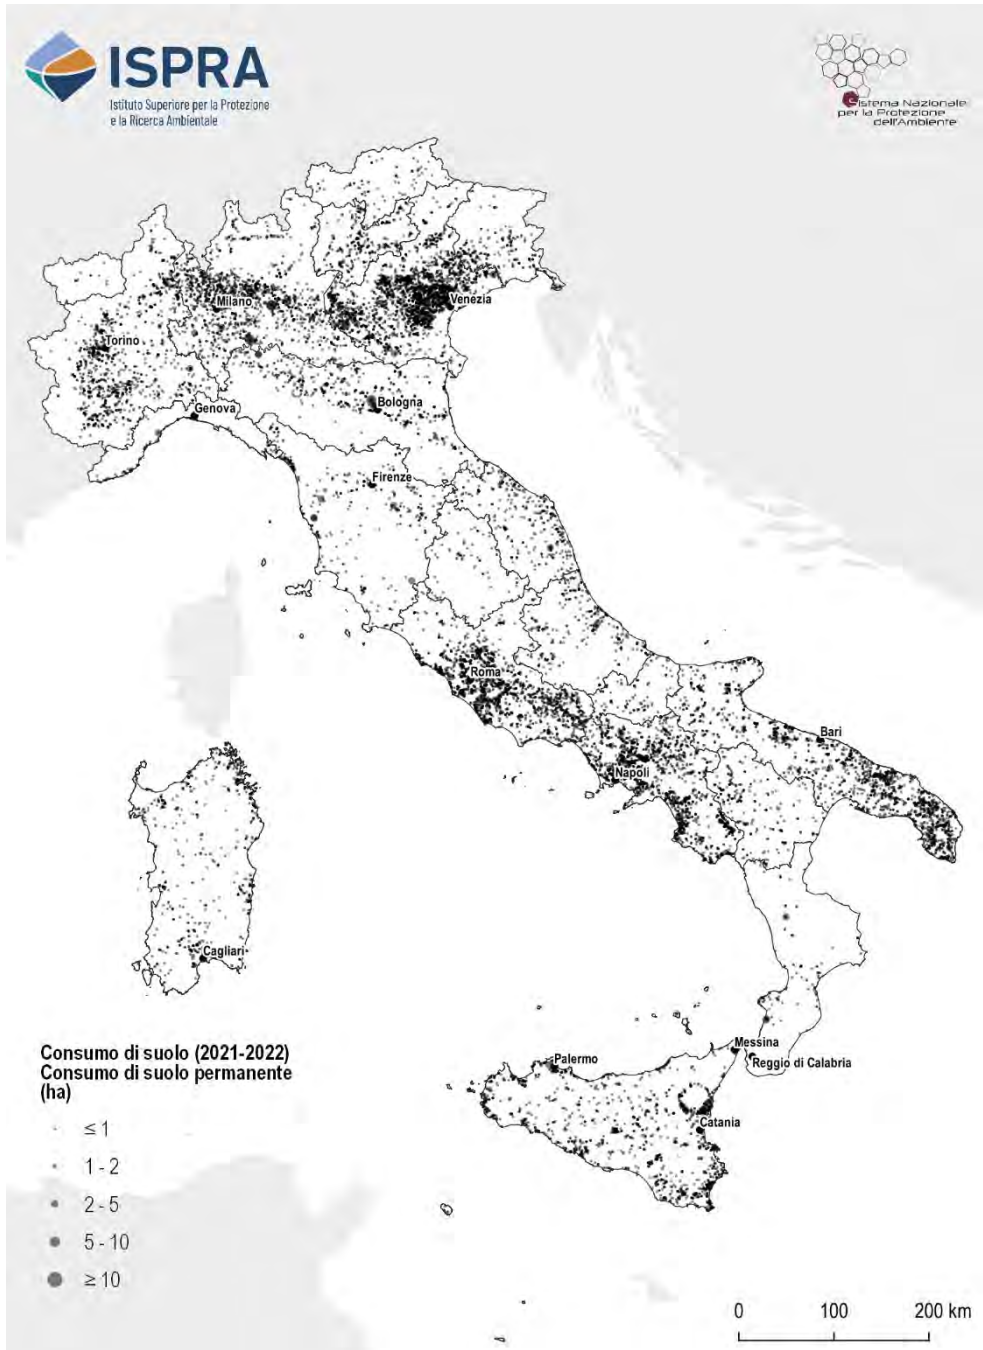 ISPRA
Istituto Superiore per la Protezione
e la Ricerca Ambientale
Sistema Nazionale
per la Protezione
dell'Ambiente
Milano
Venezia
Torino
Bologna
Genova
Firenze
Roma
Bari
Napoli
Cagliari
Messina
Reggio di Calabria
Palermo
Catania
Consumo di suolo (2021-2022)
Consumo di suolo permanente
(ha)
≤ 1
1 - 2
2 - 5
5 - 10
≥ 10
0 100 200 km